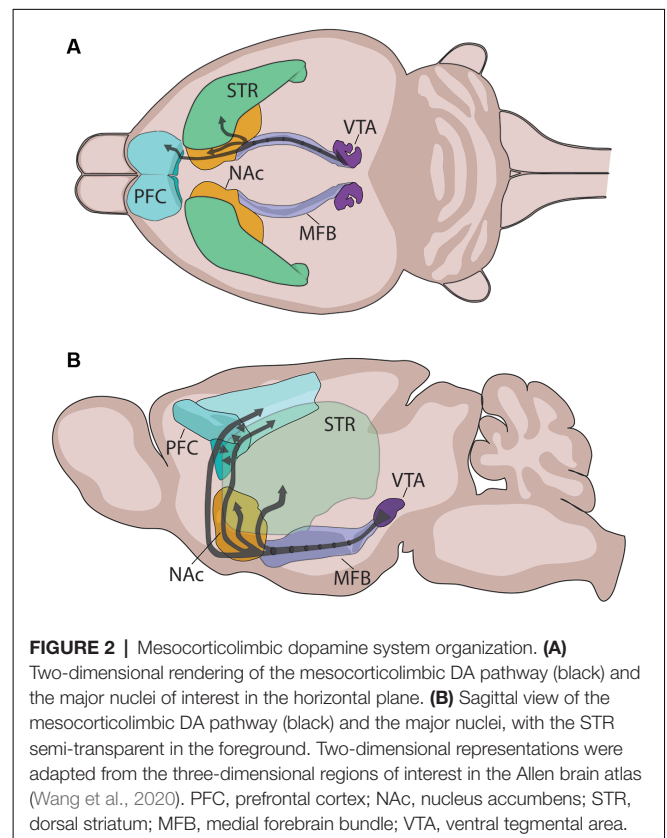 A
STR
VTA
NAc
PFC
MFB
B
STR
PFC
VTA
NAc
MFB
FIGURE 2 | Mesocorticolimbic dopamine system organization. (A)
Two-dimensional rendering of the mesocorticolimbic DA pathway (black) and
the major nuclei of interest in the horizontal plane. (B) Sagittal view of the
mesocorticolimbic DA pathway (black) and the major nuclei, with the STR
semi-transparent in the foreground. Two-dimensional representations were
adapted from the three-dimensional regions of interest in the Allen brain atlas
(Wang et al., 2020). PFC, prefrontal cortex; NAc, nucleus accumbens; STR,
dorsal striatum; MFB, medial forebrain bundle; VTA, ventral tegmental area.